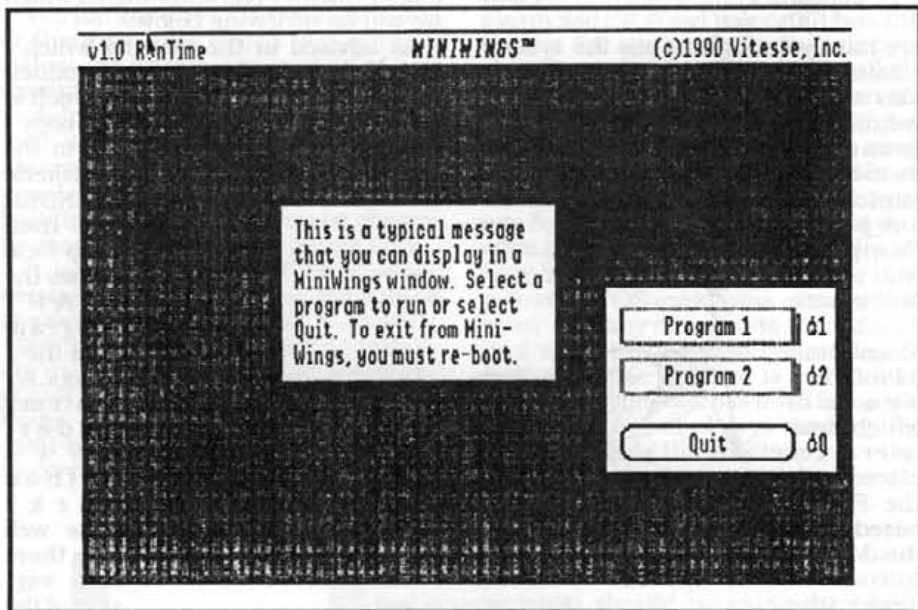 v1.0 RunTime MINIWINGS™ (c)1990 Vitesse, Inc.
This is a typical message
that you can display in a
MiniWings window. Select a
program to run or select
Quit. To exit from Mini-
Wings, you must re-boot.
Program 1 1
Program 2 2
Quit Q